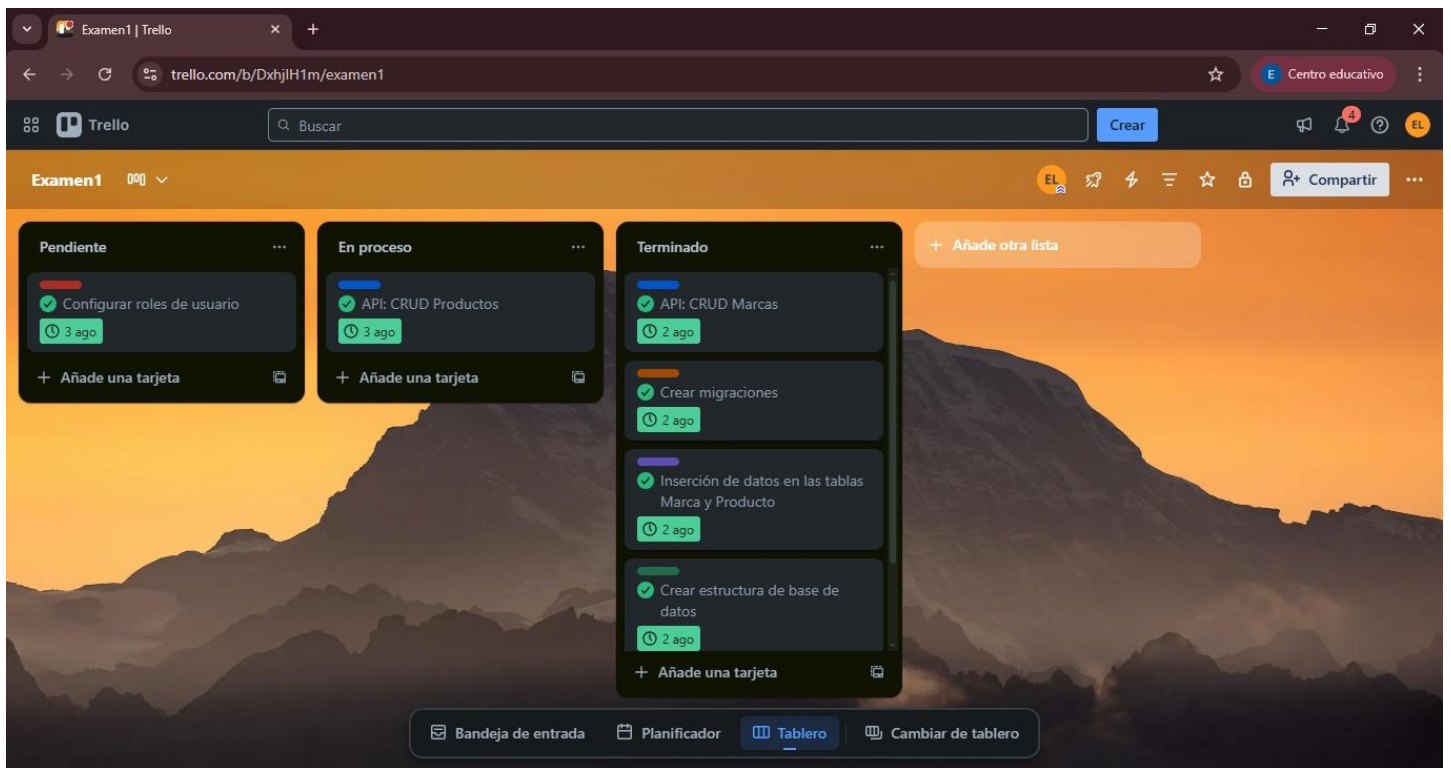 Examen1 | Trello
trello.com/b/DxhjlH1m/examen1
E Centro educativo
Trello
Buscar
Crear
4
EL
Examen1
EL
Compartir
Pendiente
Configurar roles de usuario
3 ago
Añade una tarjeta
En proceso
API: CRUD Productos
3 ago
Añade una tarjeta
Terminado
API: CRUD Marcas
2 ago
Crear migraciones
2 ago
Inserción de datos en las tablas
Marca y Producto
2 ago
Crear estructura de base de
datos
2 ago
Añade una tarjeta
Añade otra lista
Bandeja de entrada
Planificador
Tablero
Cambiar de tablero